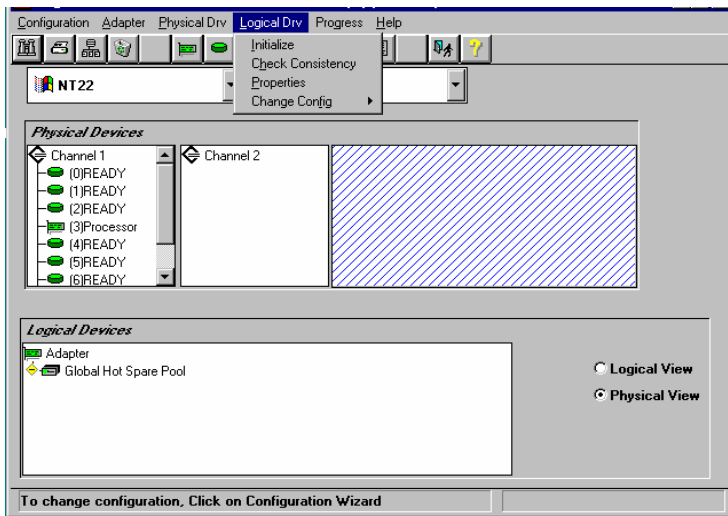 Configuration Adapter Physical Drv Logical Drv Progress Help
Initialize
Check Consistency
Properties
Change Config
NT22
Physical Devices
Channel 1
(0)READY
(1)READY
(2)READY
(3)Processor
(4)READY
(5)READY
(6)READY
Channel 2
Logical Devices
Adapter
Global Hot Spare Pool
Logical View
Physical View
To change configuration, Click on Configuration Wizard